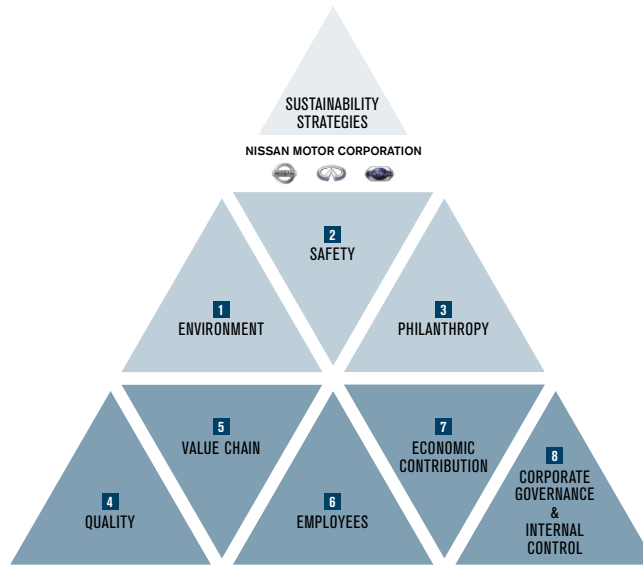 SUSTAINABILITY
STRATEGIES
NISSAN MOTOR CORPORATION
NISSAN
2
SAFETY
1
ENVIRONMENT
3
PHILANTHROPY
5
VALUE CHAIN
7
ECONOMIC
CONTRIBUTION
4
QUALITY
6
EMPLOYEES
8
CORPORATE
GOVERNANCE
&
INTERNAL
CONTROL